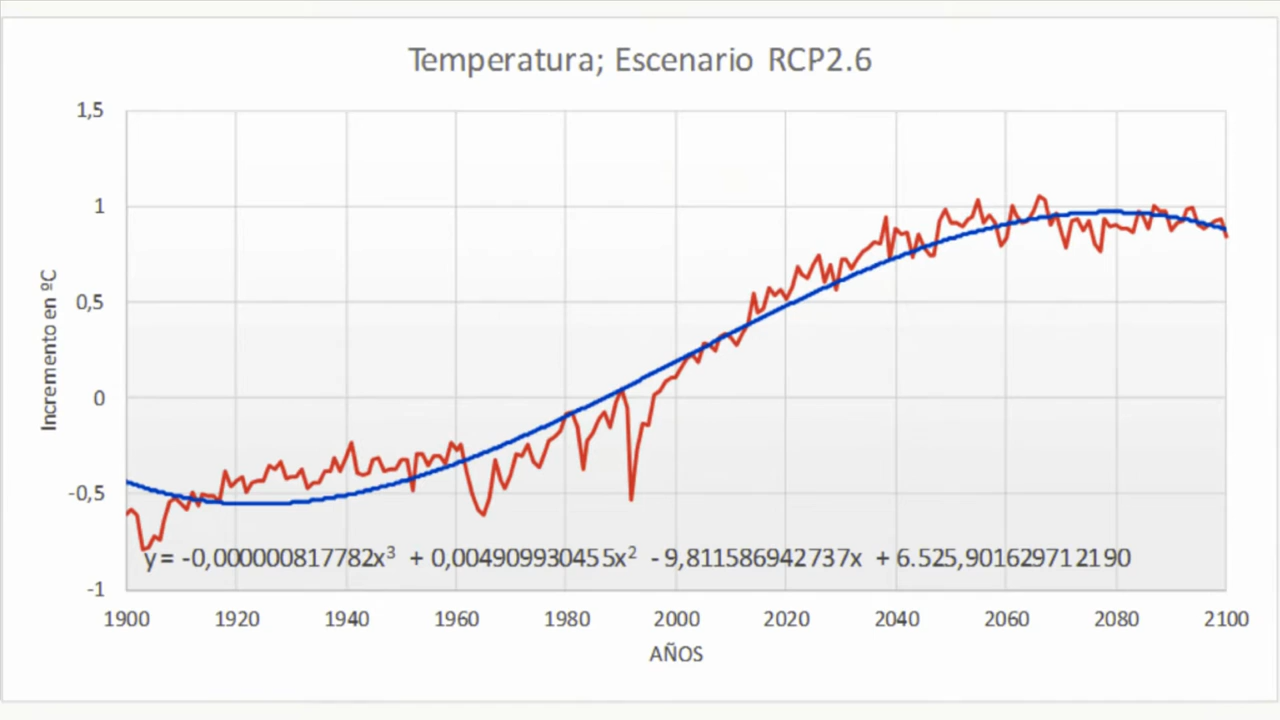 Temperatura; Escenario RCP2.6
1,5
1
0,5
0
-0,5
-1
Incremento en ºC
y = -0,000000817782x³ + 0,004909930455x² - 9,811586942737x + 6.525,901629712190
1900 1920 1940 1960 1980 2000 2020 2040 2060 2080 2100
AÑOS